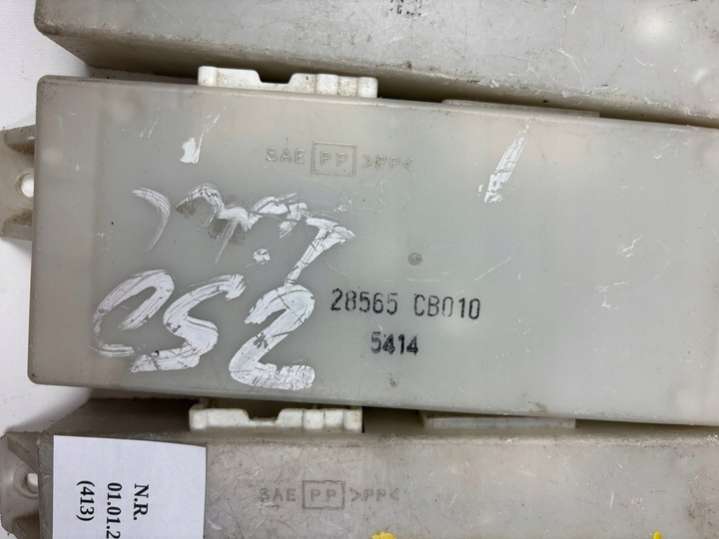 SAE PP >PP<
28565 CB010
5414
CS2
SAE PP >PP<
N.R.
01.01.2
(413)